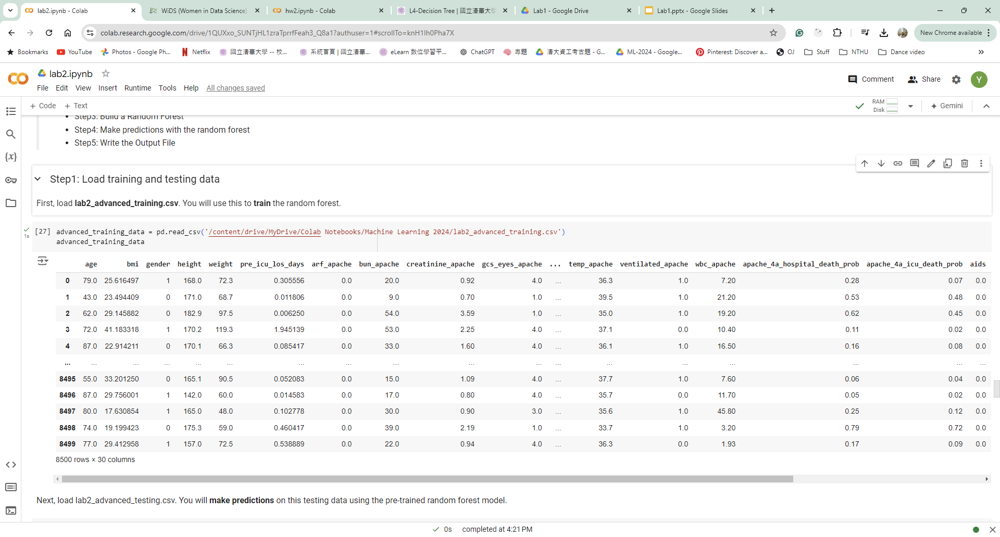 lab2.ipynb - Colab
WiDS (Women in Data Science)
hw2.ipynb - Colab
L4-Decision Tree | 國立清華大學
Lab1 - Google Drive
Lab1.pptx - Google Slides
colab.research.google.com/drive/1QUXxo_SUNTjHL1zraTprrfFeah3_Q8a1?authuser=1#scrollTo=knH1Ih0Pha7X
New Chrome available
Bookmarks
YouTube
Photos - Google Ph...
Netflix
國立清華大學 -- 校...
系統首頁 | 國立清華...
eLearn 數位學習平...
ChatGPT
專題
清大資工考古題 - G...
ML-2024 - Google...
Pinterest: Discover a...
OJ
Stuff
NTHU
Dance video
lab2.ipynb
File Edit View Insert Runtime Tools Help All changes saved
Comment
Share
Y
+ Code + Text
RAM
Disk
Gemini
• Step3: Build a Random Forest
• Step4: Make predictions with the random forest
• Step5: Write the Output File
Step1: Load training and testing data
First, load lab2_advanced_training.csv. You will use this to train the random forest.
[27] advanced_training_data = pd.read_csv('/content/drive/MyDrive/Colab Notebooks/Machine Learning 2024/lab2_advanced_training.csv')
1s
advanced_training_data
age bmi gender height weight pre_icu_los_days arf_apache bun_apache creatinine_apache gcs_eyes_apache ... temp_apache ventilated_apache wbc_apache apache_4a_hospital_death_prob apache_4a_icu_death_prob aids
0 79.0 25.616497 1 168.0 72.3 0.305556 0.0 20.0 0.92 4.0 ... 36.3 1.0 7.20 0.28 0.07 0.0
1 43.0 23.494409 0 171.0 68.7 0.011806 0.0 9.0 0.70 1.0 ... 39.5 1.0 21.20 0.53 0.48 0.0
2 62.0 29.145882 0 182.9 97.5 0.006250 0.0 54.0 3.59 1.0 ... 35.0 1.0 19.20 0.62 0.45 0.0
3 72.0 41.183318 1 170.2 119.3 1.945139 0.0 53.0 2.25 4.0 ... 37.1 0.0 10.40 0.11 0.02 0.0
4 87.0 22.914211 0 170.1 66.3 0.085417 0.0 33.0 1.60 4.0 ... 36.1 1.0 16.50 0.16 0.08 0.0
... ... ... ... ... ... ... ... ... ... ... ... ... ... ... ... ... ...
8495 55.0 33.201250 0 165.1 90.5 0.052083 0.0 15.0 1.09 4.0 ... 37.7 1.0 7.60 0.06 0.04 0.0
8496 87.0 29.756001 1 142.0 60.0 0.014583 0.0 17.0 0.80 4.0 ... 35.7 0.0 11.70 0.05 0.02 0.0
8497 80.0 17.630854 1 165.0 48.0 0.102778 0.0 30.0 0.90 3.0 ... 35.6 1.0 45.80 0.25 0.12 0.0
8498 74.0 19.199423 0 175.3 59.0 0.460417 0.0 39.0 2.19 1.0 ... 33.7 1.0 3.20 0.79 0.72 0.0
8499 77.0 29.412958 1 157.0 72.5 0.538889 0.0 22.0 0.94 4.0 ... 36.3 0.0 1.93 0.17 0.09 0.0
8500 rows × 30 columns
Next, load lab2_advanced_testing.csv. You will make predictions on this testing data using the pre-trained random forest model.
0s completed at 4:21 PM